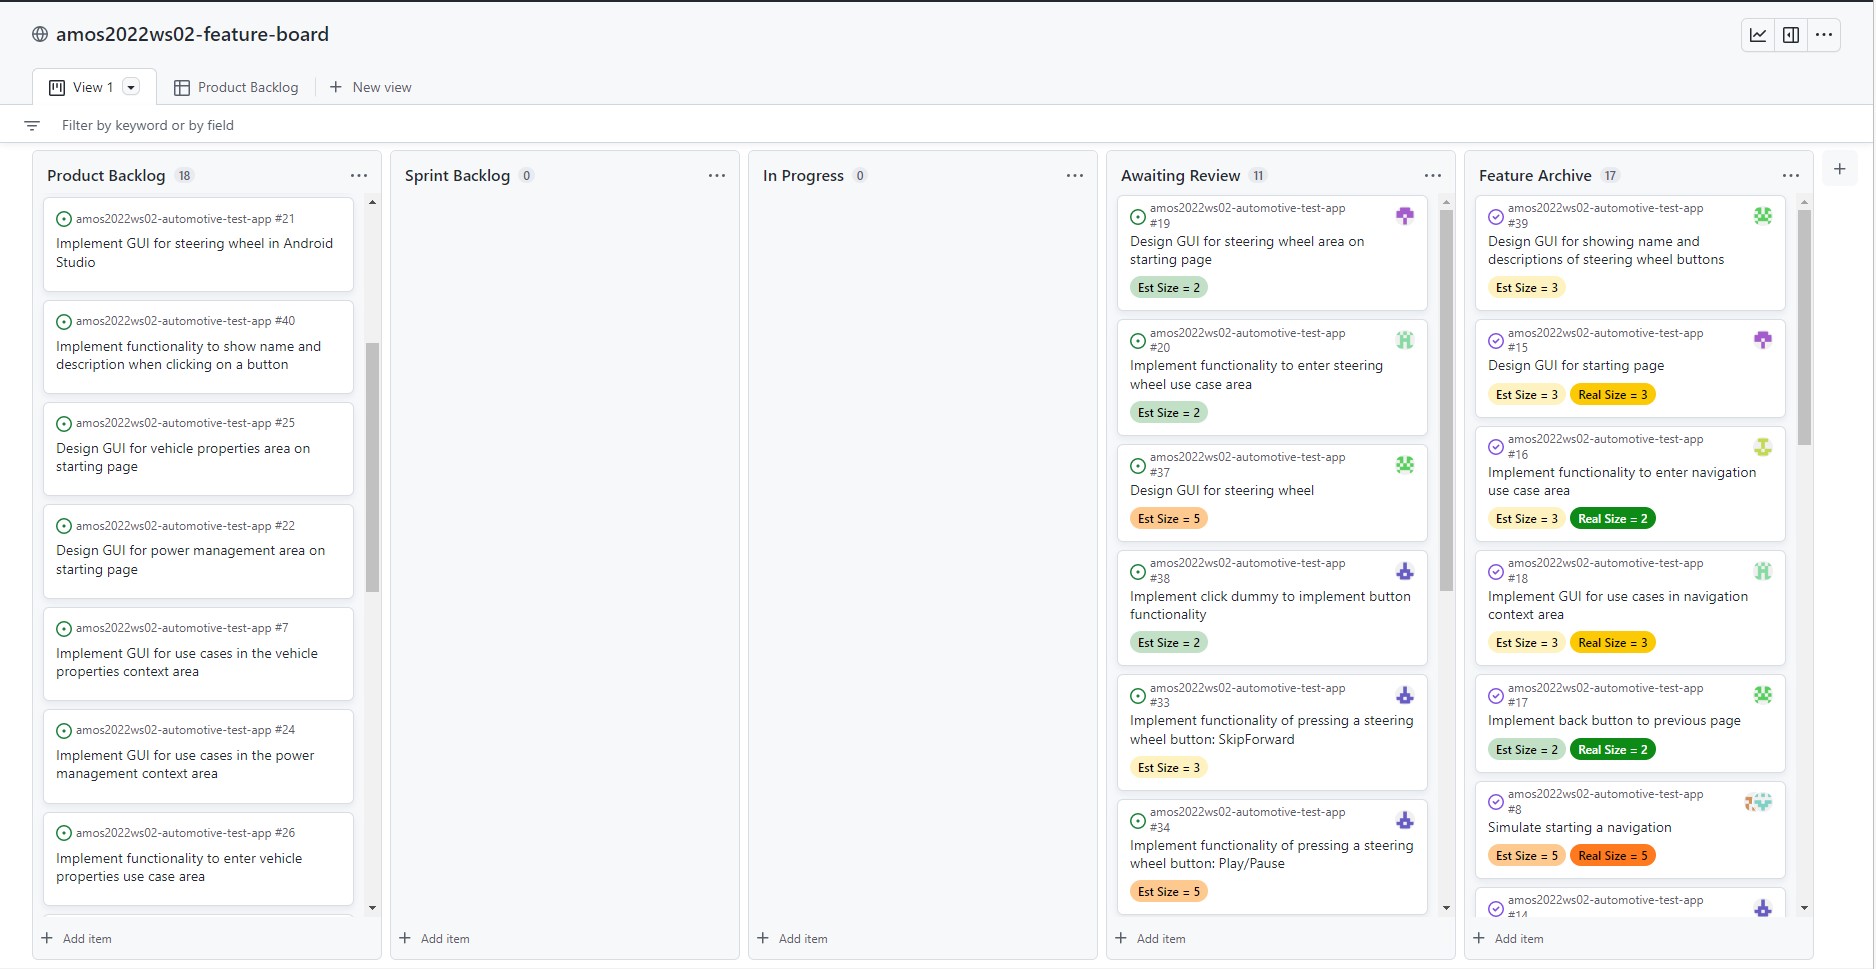 amos2022ws02-feature-board
View 1
Product Backlog
New view
Filter by keyword or by field
Product Backlog 18
amos2022ws02-automotive-test-app #21
Implement GUI for steering wheel in Android
Studio
amos2022ws02-automotive-test-app #40
Implement functionality to show name and
description when clicking on a button
amos2022ws02-automotive-test-app #25
Design GUI for vehicle properties area on
starting page
amos2022ws02-automotive-test-app #22
Design GUI for power management area on
starting page
amos2022ws02-automotive-test-app #7
Implement GUI for use cases in the vehicle
properties context area
amos2022ws02-automotive-test-app #24
Implement GUI for use cases in the power
management context area
amos2022ws02-automotive-test-app #26
Implement functionality to enter vehicle
properties use case area
Add item
Sprint Backlog 0
Add item
In Progress 0
Add item
Awaiting Review 11
amos2022ws02-automotive-test-app
#19
Design GUI for steering wheel area on
starting page
Est Size = 2
amos2022ws02-automotive-test-app
#20
Implement functionality to enter steering
wheel use case area
Est Size = 2
amos2022ws02-automotive-test-app
#37
Design GUI for steering wheel
Est Size = 5
amos2022ws02-automotive-test-app
#38
Implement click dummy to implement button
functionality
Est Size = 2
amos2022ws02-automotive-test-app
#33
Implement functionality of pressing a steering
wheel button: SkipForward
Est Size = 3
amos2022ws02-automotive-test-app
#34
Implement functionality of pressing a steering
wheel button: Play/Pause
Est Size = 5
Add item
Feature Archive 17
amos2022ws02-automotive-test-app
#39
Design GUI for showing name and
descriptions of steering wheel buttons
Est Size = 3
amos2022ws02-automotive-test-app
#15
Design GUI for starting page
Est Size = 3 Real Size = 3
amos2022ws02-automotive-test-app
#16
Implement functionality to enter navigation
use case area
Est Size = 3 Real Size = 2
amos2022ws02-automotive-test-app
#18
Implement GUI for use cases in navigation
context area
Est Size = 3 Real Size = 3
amos2022ws02-automotive-test-app
#17
Implement back button to previous page
Est Size = 2 Real Size = 2
amos2022ws02-automotive-test-app
#8
Simulate starting a navigation
Est Size = 5 Real Size = 5
amos2022ws02-automotive-test-app
#14
Add item